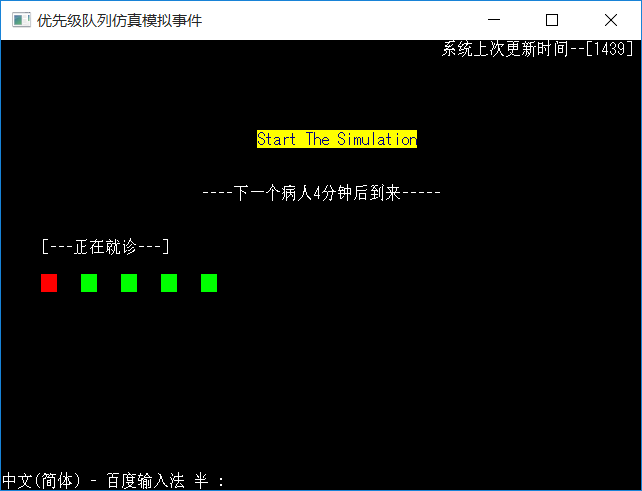 优先级队列仿真模拟事件
系统上次更新时间--[1439]
Start The Simulation
----下一个病人4分钟后到来-----
[---正在就诊---]
中文(简体) - 百度输入法 半 :